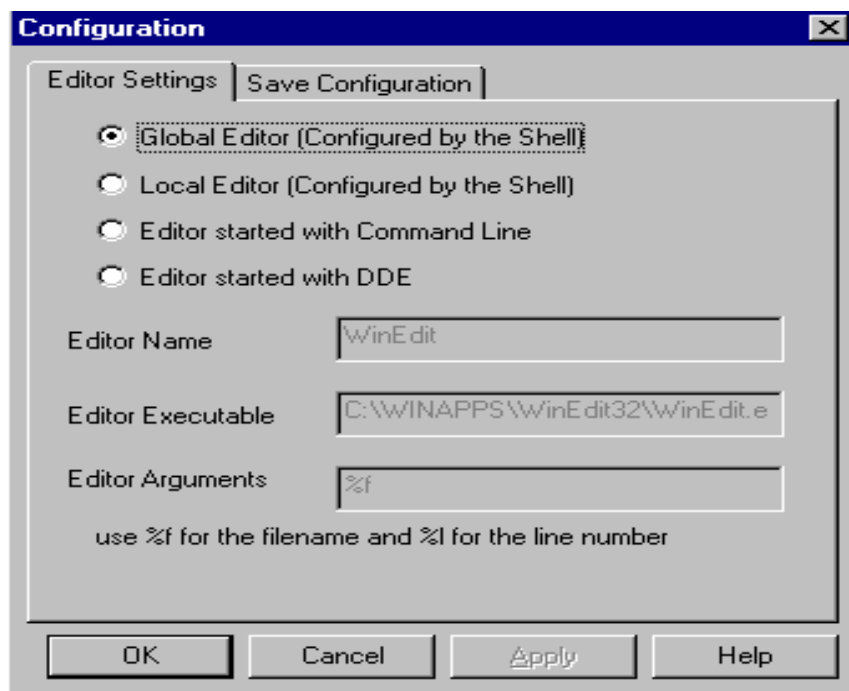 Configuration
Editor Settings
Save Configuration
Global Editor (Configured by the Shell)
Local Editor (Configured by the Shell)
Editor started with Command Line
Editor started with DDE
Editor Name
WinEdit
Editor Executable
C:\WINAPPS\WinEdit32\WinEdit.e
Editor Arguments
%f
use %f for the filename and %l for the line number
OK
Cancel
Apply
Help